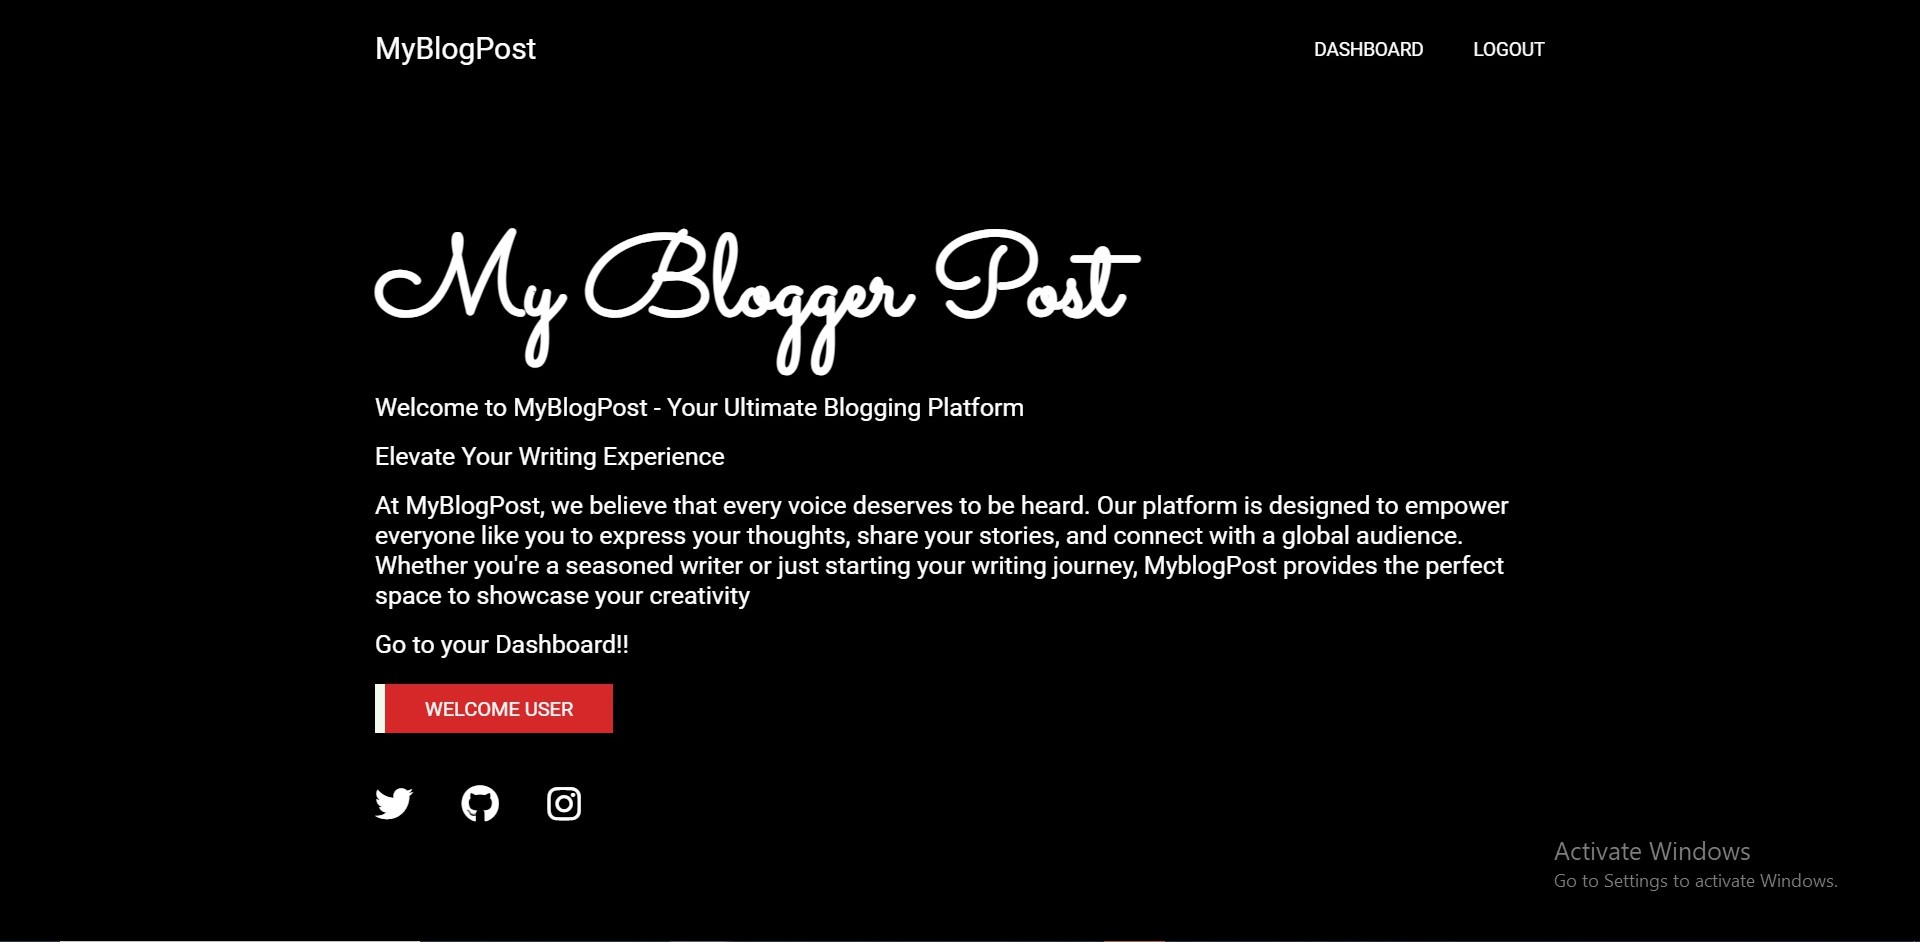 MyBlogPost
DASHBOARD
LOGOUT
My Blogger Post
Welcome to MyBlogPost - Your Ultimate Blogging Platform
Elevate Your Writing Experience
At MyBlogPost, we believe that every voice deserves to be heard. Our platform is designed to empower
everyone like you to express your thoughts, share your stories, and connect with a global audience.
Whether you're a seasoned writer or just starting your writing journey, MyblogPost provides the perfect
space to showcase your creativity
Go to your Dashboard!!
WELCOME USER
Activate Windows
Go to Settings to activate Windows.